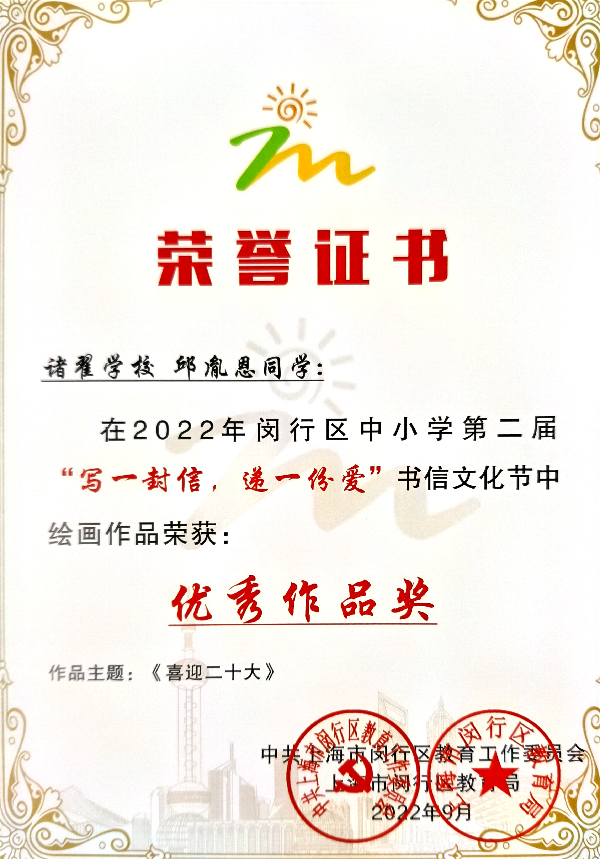 荣誉证书
诸翟学校 邱胤恩同学:
在2022年闵行区中小学第二届
“写一封信，递一份爱”书信文化节中
绘画作品荣获：
优秀作品奖
作品主题：《喜迎二十大》
中共上海市闵行区教育工作委员会
上海市闵行区教育局
2022年9月
中共上海市闵行区教育工作委员会
上海市闵行区教育局